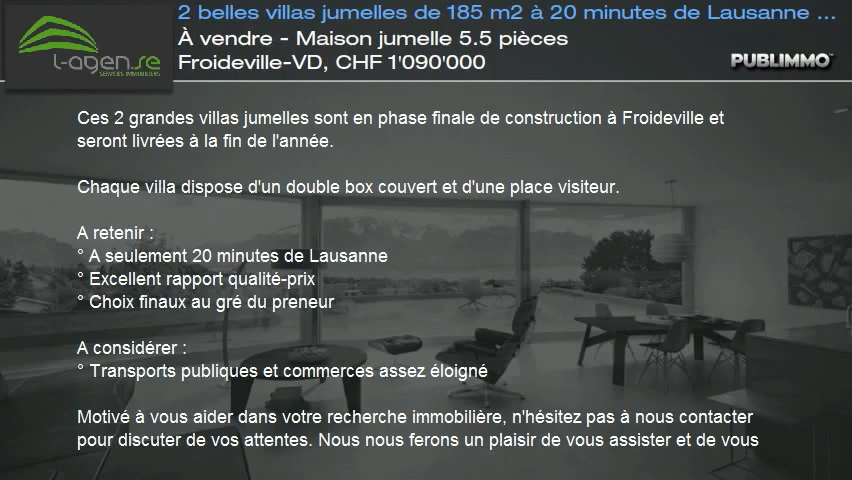 2 belles villas jumelles de 185 m2 à 20 minutes de Lausanne ...
À vendre - Maison jumelle 5.5 pièces
Froideville-VD, CHF 1'090'000
L-agen.se
SERVICES IMMOBILIERS
PUBLIMMO
Ces 2 grandes villas jumelles sont en phase finale de construction à Froideville et
seront livrées à la fin de l'année.
Chaque villa dispose d'un double box couvert et d'une place visiteur.
A retenir :
° A seulement 20 minutes de Lausanne
° Excellent rapport qualité-prix
° Choix finaux au gré du preneur
A considérer :
° Transports publiques et commerces assez éloigné
Motivé à vous aider dans votre recherche immobilière, n'hésitez pas à nous contacter
pour discuter de vos attentes. Nous nous ferons un plaisir de vous assister et de vous